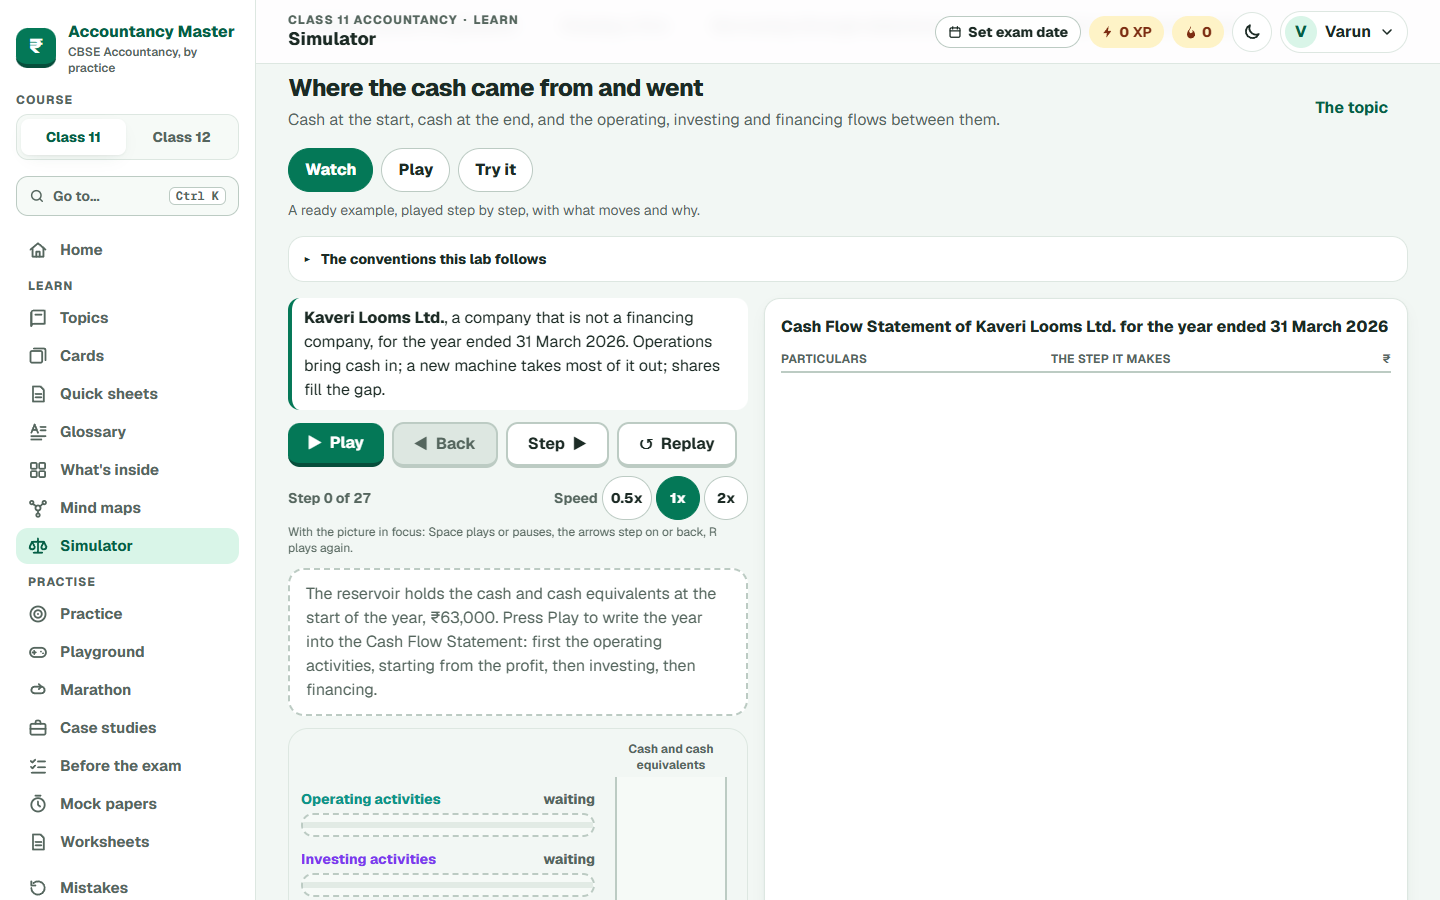 ₹
Accountancy Master
CBSE Accountancy, by
practice
COURSE
Class 11
Class 12
Go to...
Ctrl K
Home
LEARN
Topics
Cards
Quick sheets
Glossary
What's inside
Mind maps
Simulator
PRACTISE
Practice
Playground
Marathon
Case studies
Before the exam
Mock papers
Worksheets
Mistakes
CLASS 11 ACCOUNTANCY · LEARN
Simulator
Set exam date
0 XP
0
V
Varun
Where the cash came from and went
Cash at the start, cash at the end, and the operating, investing and financing flows between them.
The topic
Watch
Play
Try it
A ready example, played step by step, with what moves and why.
The conventions this lab follows
Kaveri Looms Ltd., a company that is not a financing
company, for the year ended 31 March 2026. Operations
bring cash in; a new machine takes most of it out; shares
fill the gap.
Play
Back
Step
Replay
Step 0 of 27
Speed
0.5x
1x
2x
With the picture in focus: Space plays or pauses, the arrows step on or back, R
plays again.
The reservoir holds the cash and cash equivalents at the
start of the year, ₹63,000. Press Play to write the year
into the Cash Flow Statement: first the operating
activities, starting from the profit, then investing, then
financing.
Cash and cash
equivalents
Operating activities
waiting
Investing activities
waiting
Cash Flow Statement of Kaveri Looms Ltd. for the year ended 31 March 2026
PARTICULARS
THE STEP IT MAKES
₹